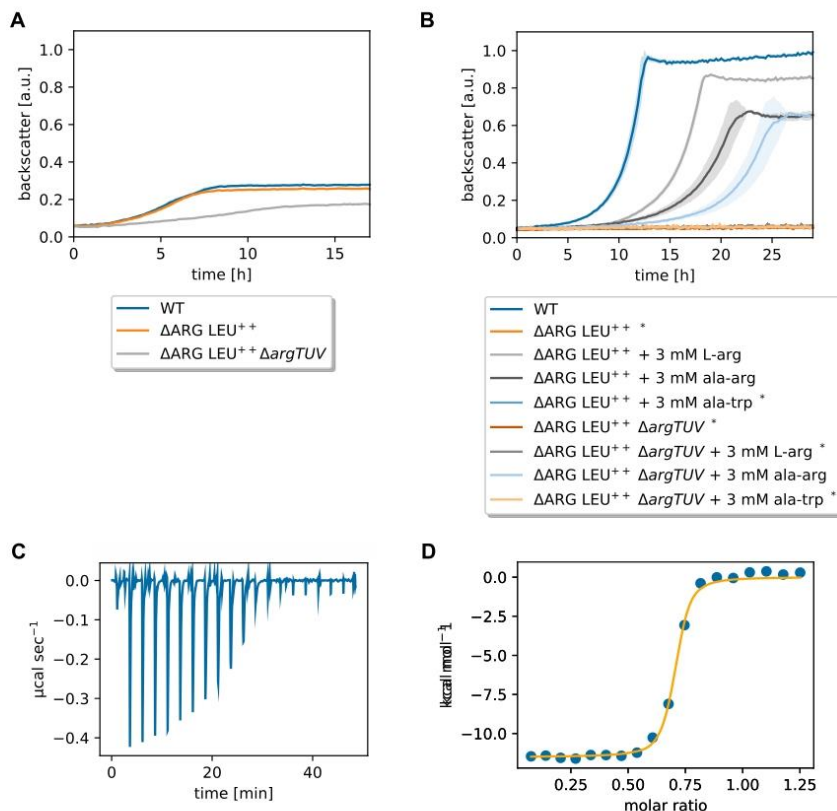 A
backscatter [a.u.]
1.0
0.8
0.6
0.4
0.2
0.0
0 5 10 15
time [h]
WT
ΔARG LEU⁺⁺
ΔARG LEU⁺⁺ ΔargTUV
B
backscatter [a.u.]
1.0
0.8
0.6
0.4
0.2
0.0
0 5 10 15 20 25
time [h]
WT
ΔARG LEU⁺⁺ *
ΔARG LEU⁺⁺ + 3 mM L-arg
ΔARG LEU⁺⁺ + 3 mM ala-arg
ΔARG LEU⁺⁺ + 3 mM ala-trp *
ΔARG LEU⁺⁺ ΔargTUV *
ΔARG LEU⁺⁺ ΔargTUV + 3 mM L-arg *
ΔARG LEU⁺⁺ ΔargTUV + 3 mM ala-arg
ΔARG LEU⁺⁺ ΔargTUV + 3 mM ala-trp *
C
μcal sec⁻¹
0.0
−0.1
−0.2
−0.3
−0.4
0 20 40
time [min]
D
0.0
−2.5
−5.0
−7.5
−10.0
0.25 0.50 0.75 1.00 1.25
molar ratio